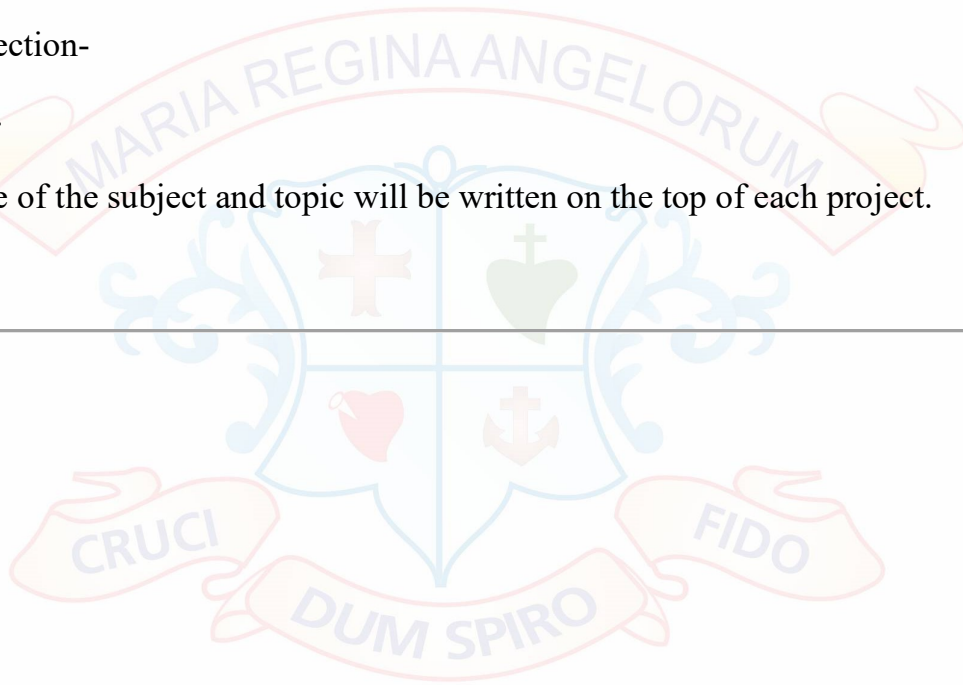 ection-
MARIA REGINA ANGELORUM
e of the subject and topic will be written on the top of each project.
CRUCI
FIDO
DUM SPIRO